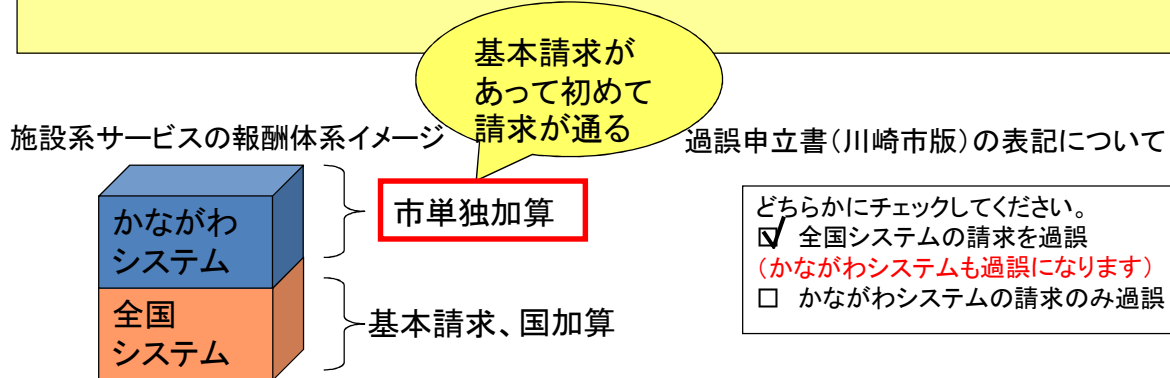 基本請求が
あって初めて
請求が通る
施設系サービスの報酬体系イメージ
過誤申立書(川崎市版)の表記について
かながわ
システム
市単独加算
全国
システム
基本請求、国加算
どちらかにチェックしてください。
☑ 全国システムの請求を過誤
(かながわシステムも過誤になります)
□ かながわシステムの請求のみ過誤